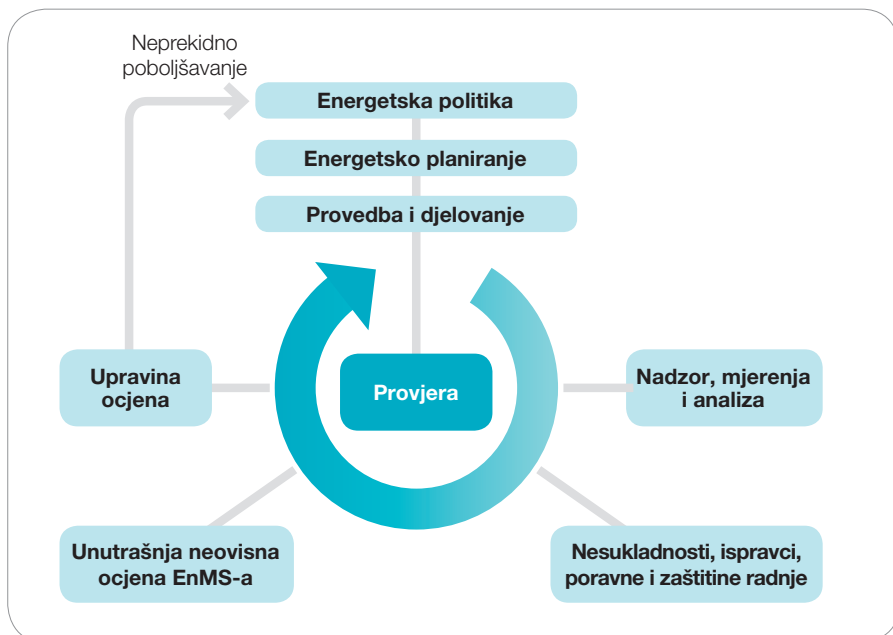 Neprekidno
poboljšavanje
Energetska politika
Energetsko planiranje
Provedba i djelovanje
Upravina
ocjena
Provjera
Nadzor, mjerenja
i analiza
Unutrašnja neovisna
ocjena EnMS-a
Nesukladnosti, ispravci,
poravne i zaštitine radnje